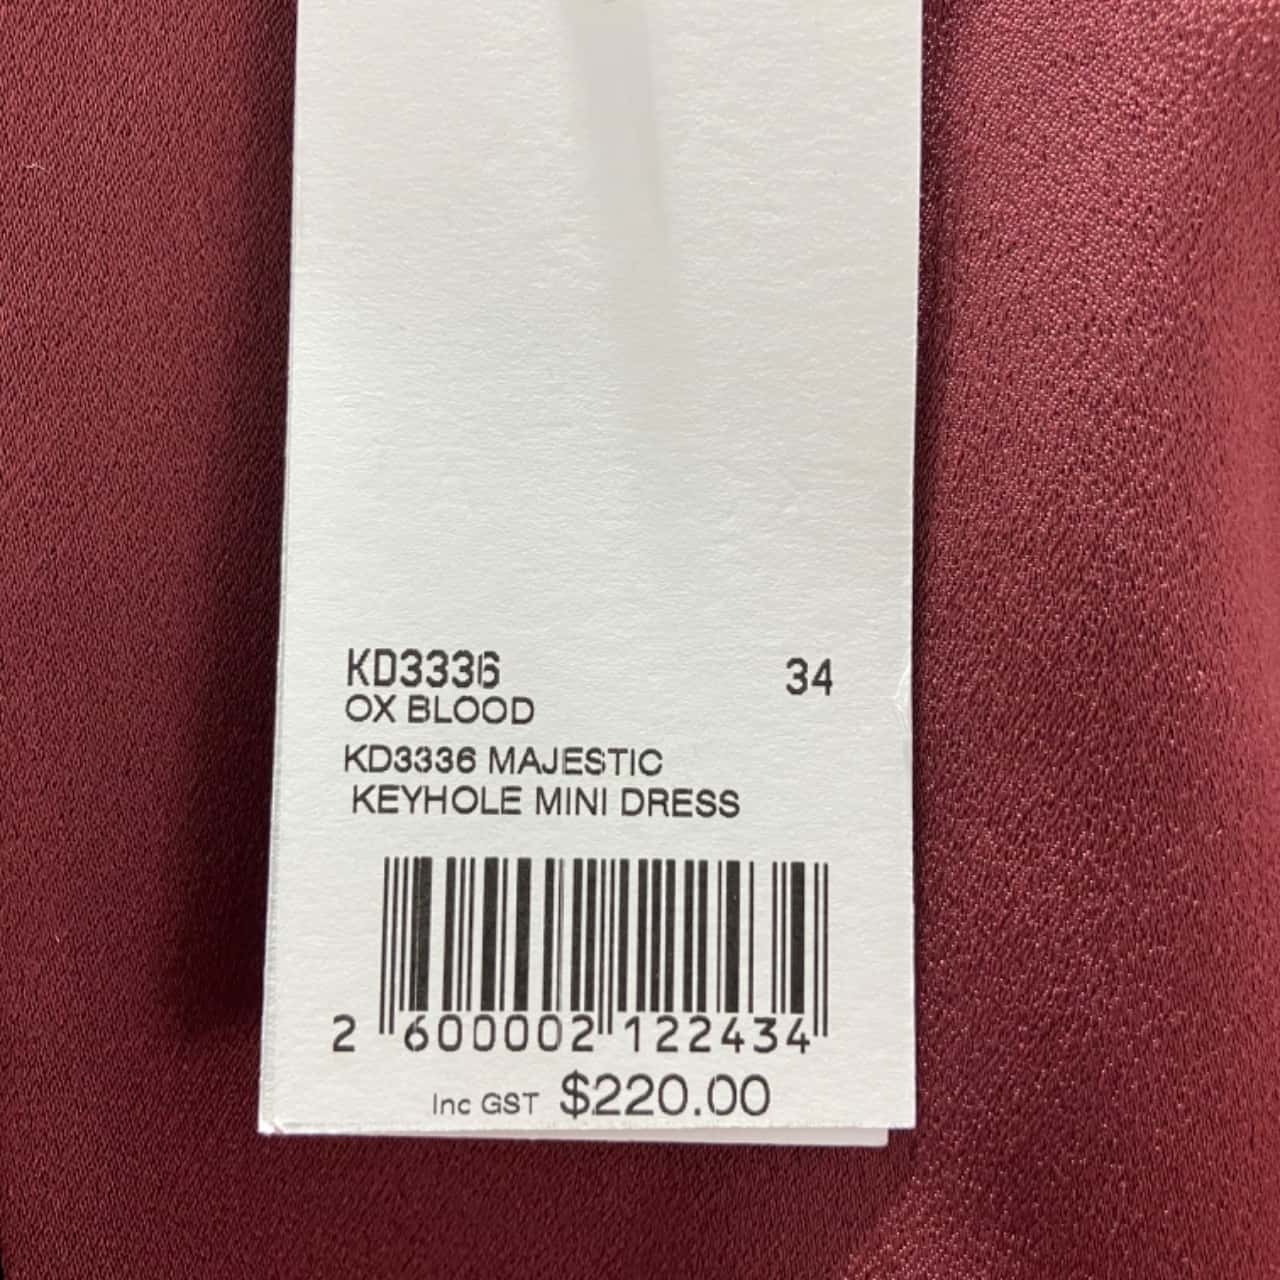 KD3336 34
OX BLOOD
KD3336 MAJESTIC
KEYHOLE MINI DRESS
2 600002 122434
Inc GST $220.00